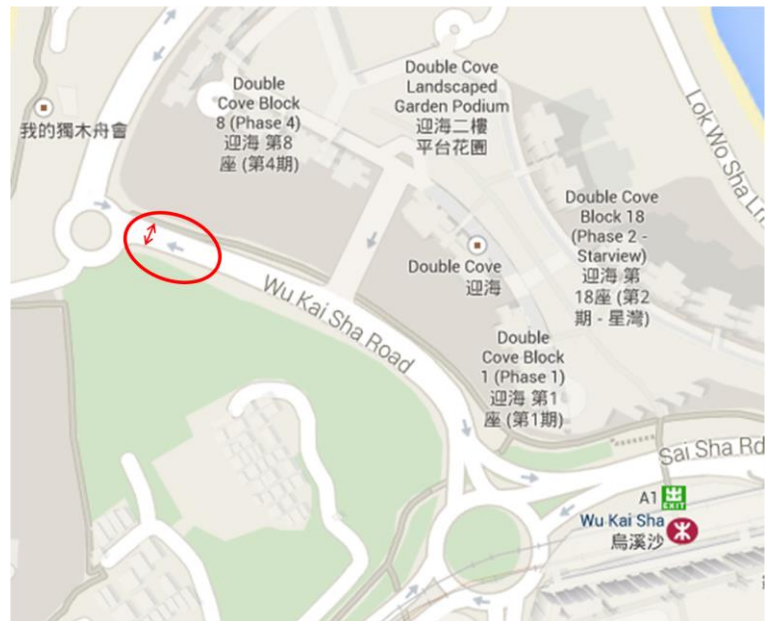 Double
Cove Block
8 (Phase 4)
迎海 第8
座 (第4期)
Double Cove
Landscaped
Garden Podium
迎海二樓
平台花園
我的獨木舟會
Lok Wo Sha Ln
Double Cove
Block 18
(Phase 2 -
Starview)
迎海 第
18座 (第2
期 - 星灣)
Double Cove
迎海
Wu Kai Sha Road
Double
Cove Block
1 (Phase 1)
迎海 第1
座 (第1期)
Sai Sha Rd
A1
出
EXIT
Wu Kai Sha
烏溪沙